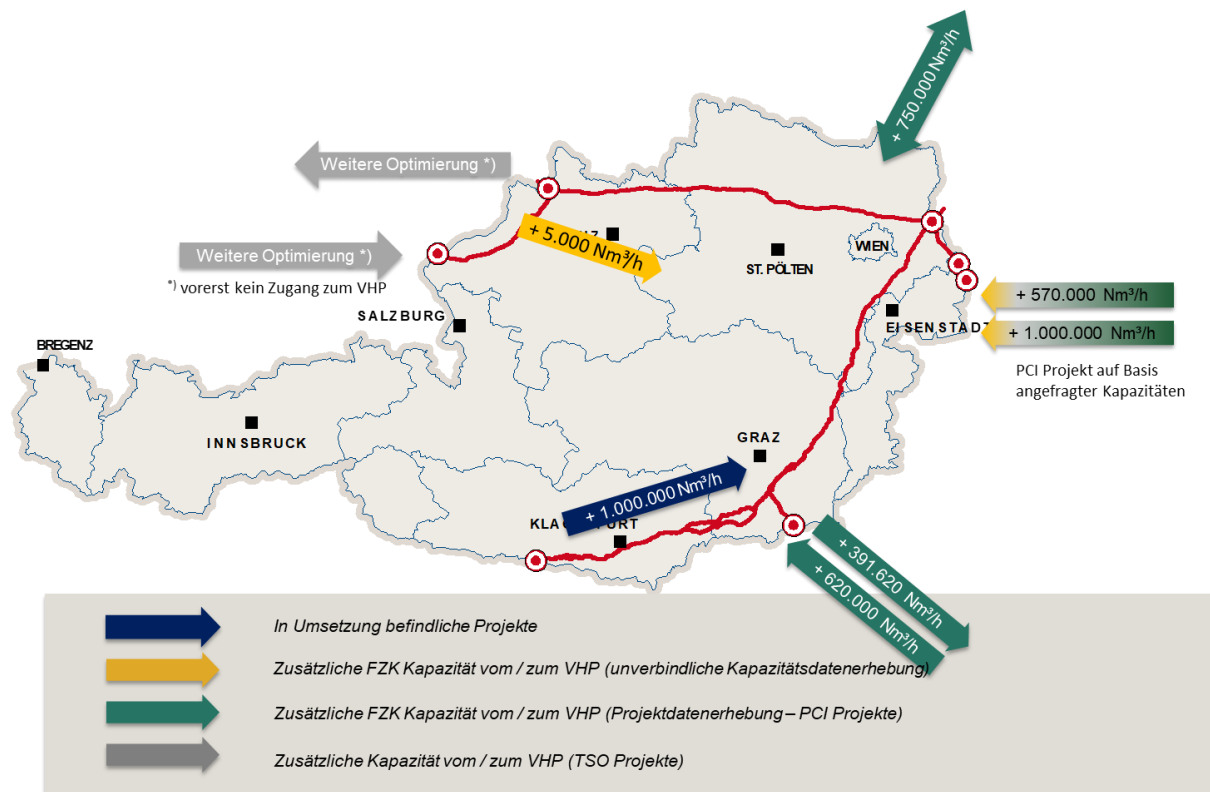 + 750.000 Nm³/h
Weitere Optimierung *)
+ 5.000 Nm³/h
WIEN
ST. PÖLTEN
Weitere Optimierung *)
*) vorerst kein Zugang zum VHP
SALZBURG
+ 570.000 Nm³/h
EISENSTADT
+ 1.000.000 Nm³/h
BREGENZ
PCI Projekt auf Basis
angefragter Kapazitäten
INNSBRUCK
GRAZ
+ 1.000.000 Nm³/h
+ 391.620 Nm³/h
+ 620.000 Nm³/h
In Umsetzung befindliche Projekte
Zusätzliche FZK Kapazität vom / zum VHP (unverbindliche Kapazitätsdatenerhebung)
Zusätzliche FZK Kapazität vom / zum VHP (Projektdatenerhebung – PCI Projekte)
Zusätzliche Kapazität vom / zum VHP (TSO Projekte)